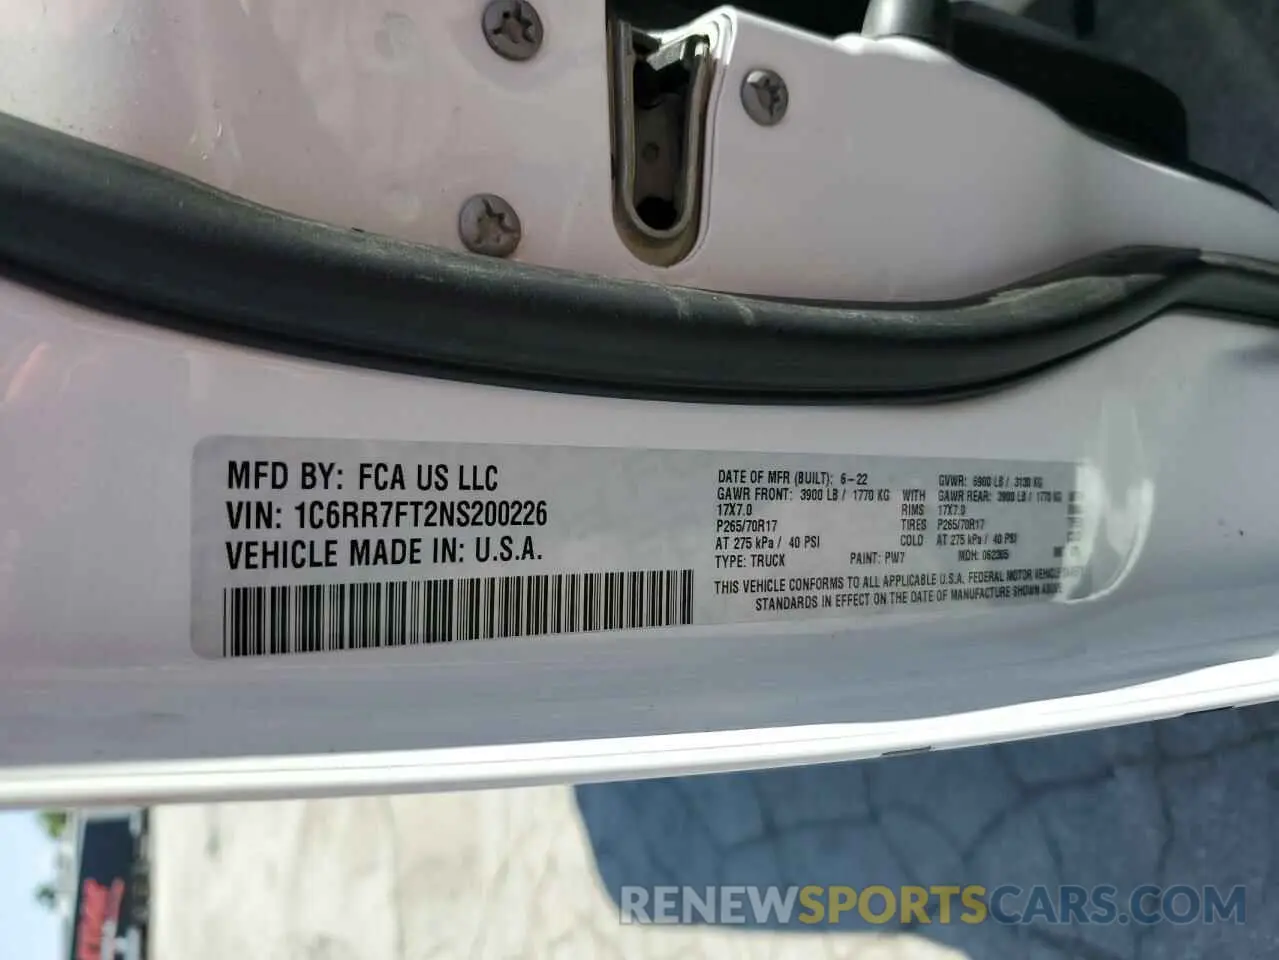 MFD BY: FCA US LLC
VIN: 1C6RR7FT2NS200226
VEHICLE MADE IN: U.S.A.
DATE OF MFR (BUILT): 6-22 GVWR: 6900 LB / 3130 KG
GAWR FRONT: 3900 LB / 1770 KG WITH GAWR REAR: 3900 LB / 1770 KG
17X7.0 RIMS 17X7.0
P265/70R17 TIRES P265/70R17
AT 275 kPa / 40 PSI COLD AT 275 kPa / 40 PSI
TYPE: TRUCK PAINT: PW7 MDH: 062305
THIS VEHICLE CONFORMS TO ALL APPLICABLE U.S.A. FEDERAL MOTOR VEHICLE
STANDARDS IN EFFECT ON THE DATE OF MANUFACTURE SHOWN ABOVE
RENEWSPORTSCARS.COM